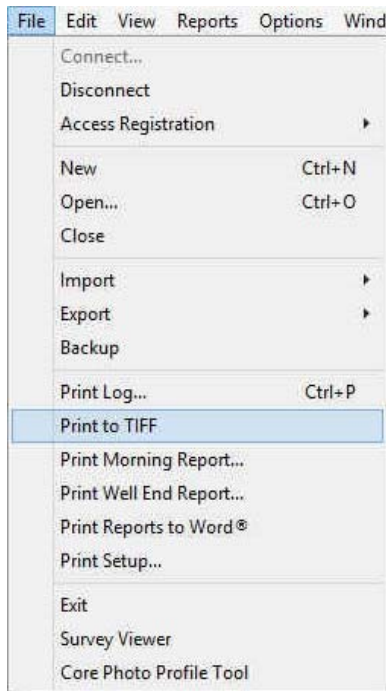 File Edit View Reports Options Wind
Connect...
Disconnect
Access Registration
New Ctrl+N
Open... Ctrl+O
Close
Import
Export
Backup
Print Log... Ctrl+P
Print to TIFF
Print Morning Report...
Print Well End Report...
Print Reports to Word®
Print Setup...
Exit
Survey Viewer
Core Photo Profile Tool